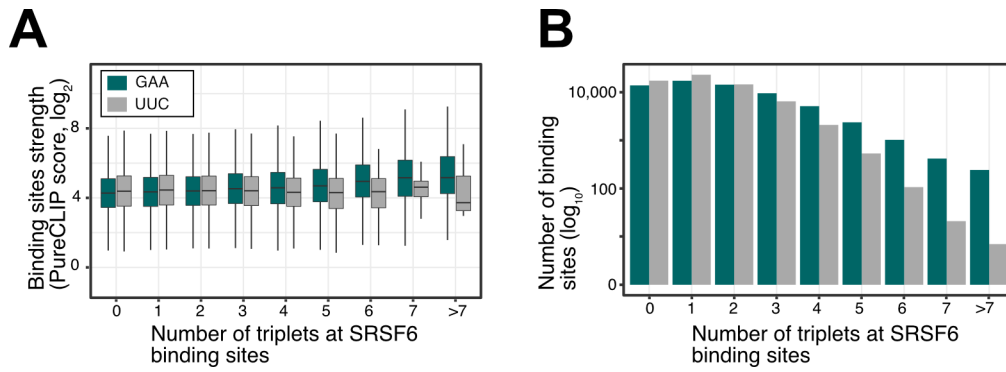 A
Binding sites strength
(PureCLIP score, log2)
8
4
0
GAA
UUC
0 1 2 3 4 5 6 7 >7
Number of triplets at SRSF6
binding sites
B
Number of binding
sites (log10)
10,000
100
0
0 1 2 3 4 5 6 7 >7
Number of triplets at SRSF6
binding sites